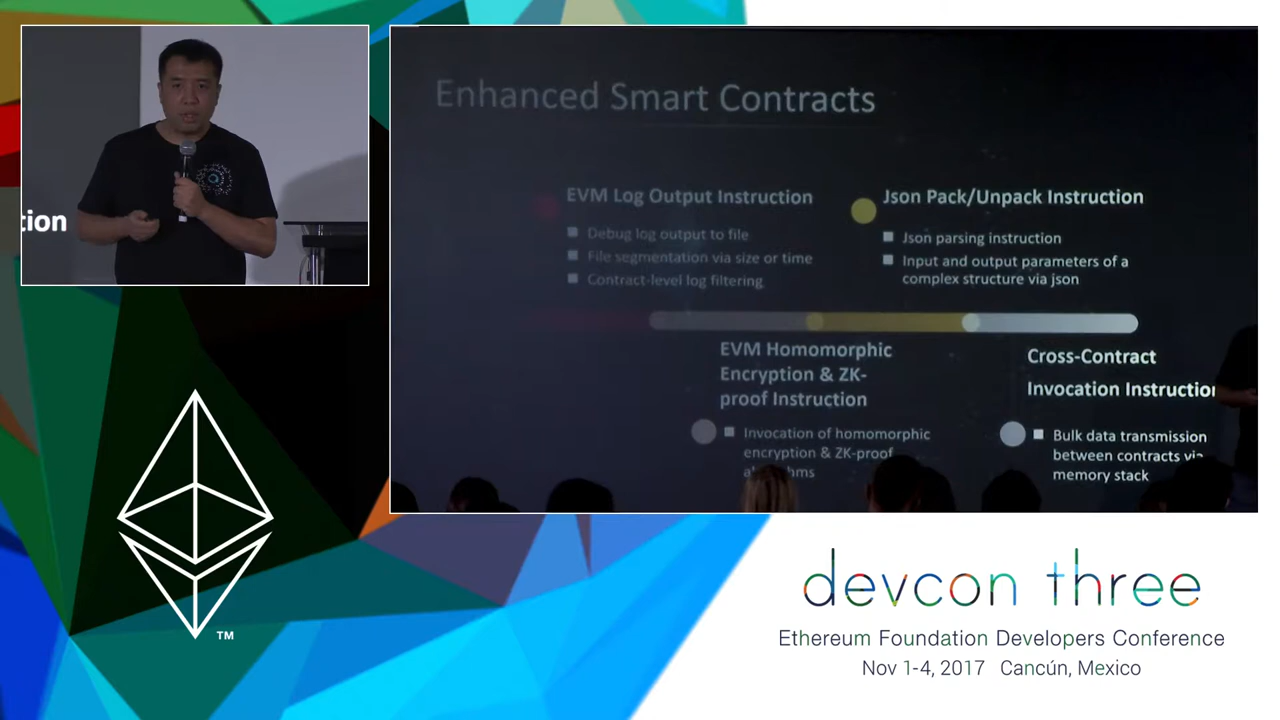 tion
Enhanced Smart Contracts
EVM Log Output Instruction
Debug log output to file
File segmentation via size or time
Contract-level log filtering
Json Pack/Unpack Instruction
Json parsing instruction
Input and output parameters of a
complex structure via json
EVM Homomorphic
Encryption & ZK-
proof Instruction
Invocation of homomorphic
encryption & ZK-proof
Cross-Contract
Invocation Instruction
Bulk data transmission
between contracts via
memory stack
TM
devcon three
Ethereum Foundation Developers Conference
Nov 1-4, 2017 Cancún, Mexico